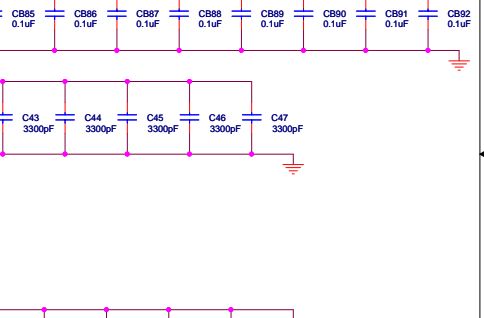 CB85 CB86 CB87 CB88 CB89 CB90 CB91 CB92
0.1uF 0.1uF 0.1uF 0.1uF 0.1uF 0.1uF 0.1uF 0.1uF
C43 C44 C45 C46 C47
3300pF 3300pF 3300pF 3300pF 3300pF